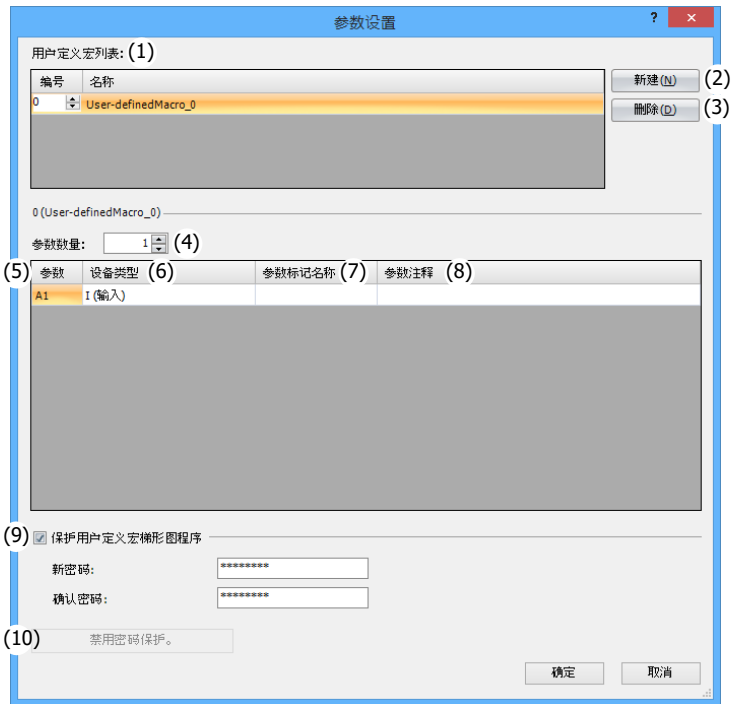 参数设置 ? ×
用户定义宏列表: (1)
编号 名称
新建(N) (2)
0 User-definedMacro_0
删除(D) (3)
0 (User-definedMacro_0)
参数数量: 1 (4)
(5) 参数 设备类型 (6) 参数标记名称 (7) 参数注释 (8)
A1 I (输入)
(9) 保护用户定义宏梯形图程序
新密码: ********
确认密码: ********
(10) 禁用密码保护。
确定 取消